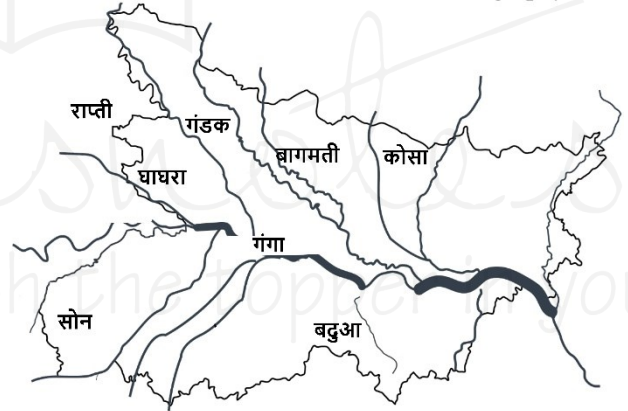 राप्ती
गंडक
बागमती
कोसा
घाघरा
गंगा
सोन
बदुआ